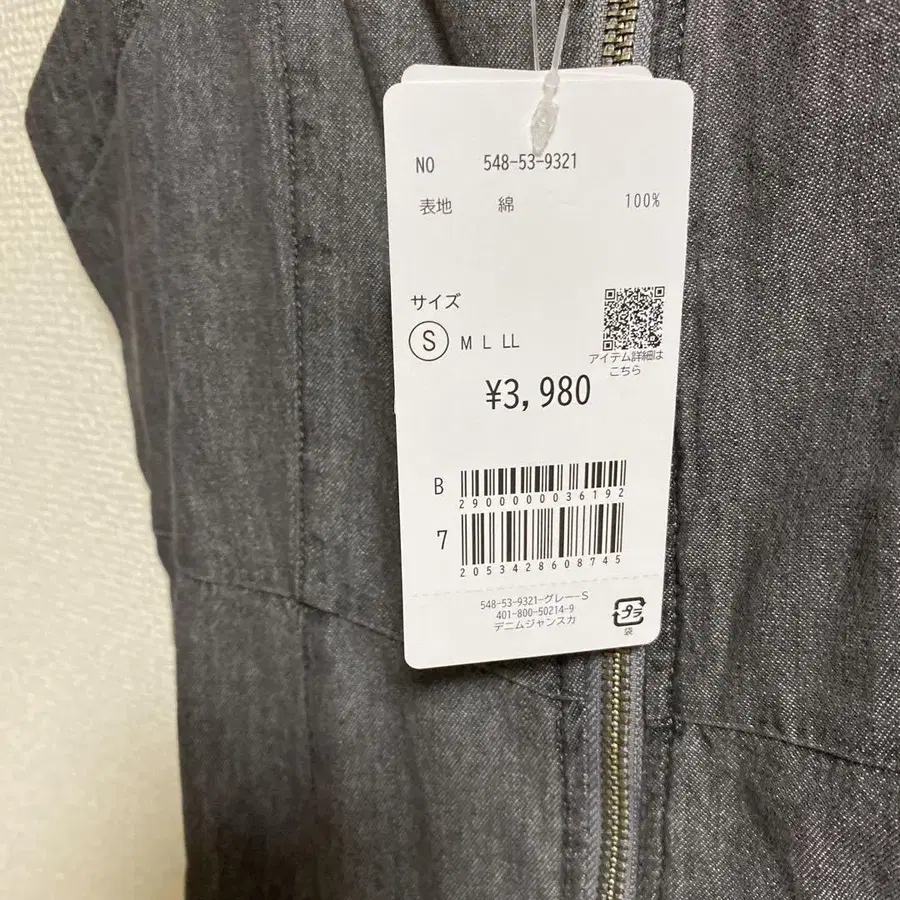 NO 548-53-9321
表地 綿 100%
サイズ
S M L LL
アイテム詳細は
こちら
¥3,980
B
2900000036192
7
2053428608745
548-53-9321-グレー-S
401-800-50214-9
デニムジャンスカ
プラ
袋